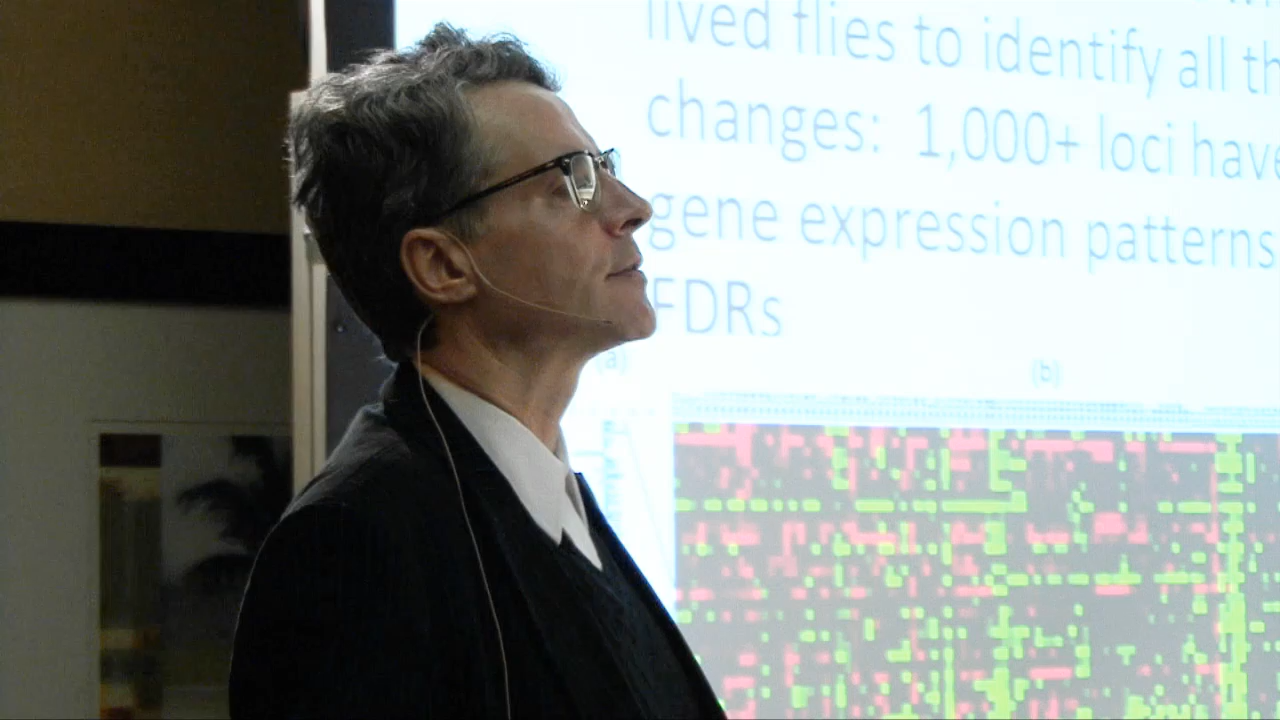 lived flies to identify all th
changes: 1,000+ loci have
gene expression patterns
FDRs
(a)
(b)